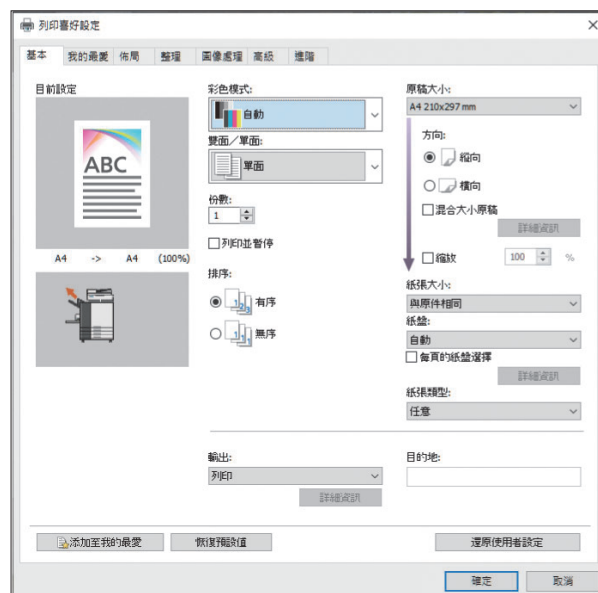 列印喜好設定
基本 我的最愛 佈局 整理 圖像處理 高級 進階
目前設定
ABC
A4 -> A4 (100%)
彩色模式:
自動
雙面／單面:
單面
份數:
1
列印並暫停
排序:
有序
無序
原稿大小:
A4 210x297 mm
方向:
縱向
橫向
混合大小原稿
詳細資訊
縮放 100 %
紙張大小:
與原件相同
紙盤:
自動
每頁的紙盤選擇
詳細資訊
紙張類型:
任意
輸出:
列印
詳細資訊
目的地:
添加至我的最愛 恢復預設值 還原使用者設定
確定 取消